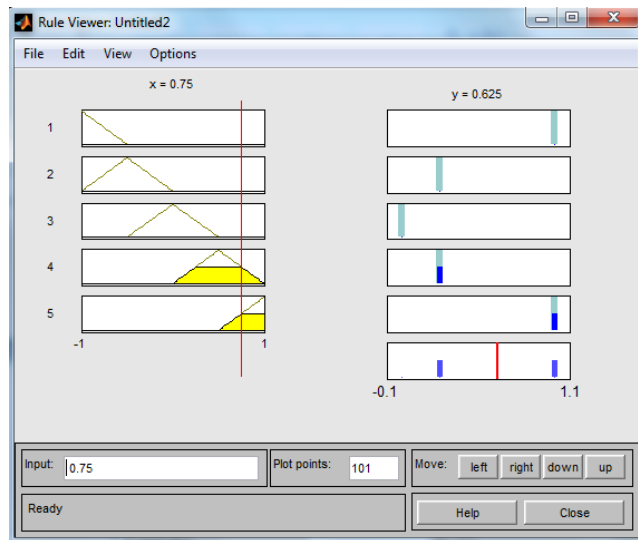 Rule Viewer: Untitled2
File Edit View Options
x = 0.75
y = 0.625
1
2
3
4
5
-1 1
-0.1 1.1
Input: 0.75 Plot points: 101 Move: left right down up
Ready Help Close